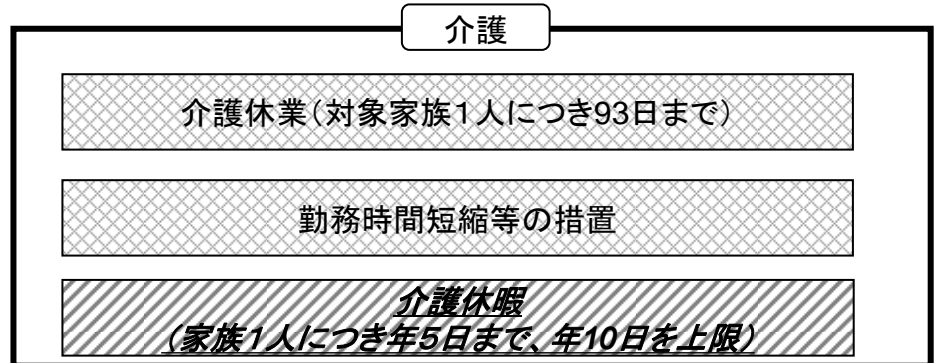 介護
介護休業(対象家族1人につき93日まで)
勤務時間短縮等の措置
介護休暇
(家族1人につき年5日まで、年10日を上限)